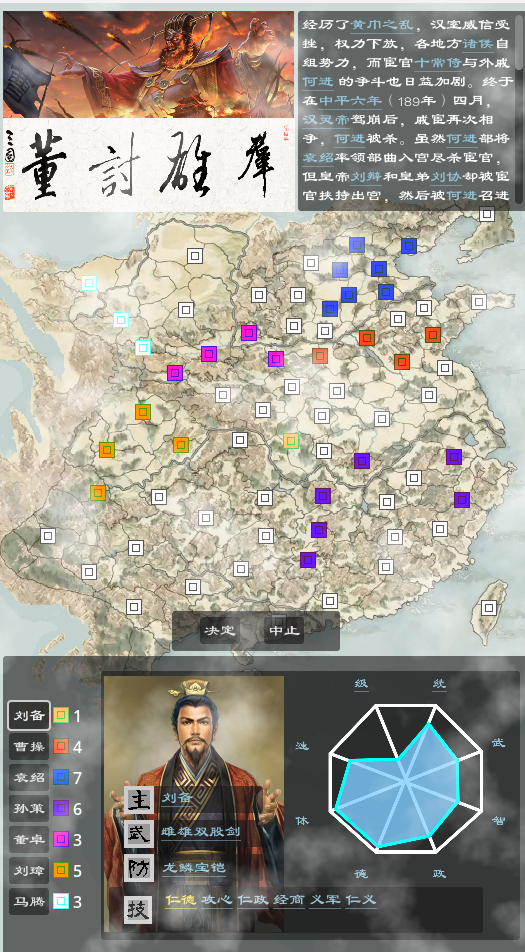 经历了黄巾之乱，汉室威信受
挫，权力下放，各地方诸侯自
组势力，而宦官十常侍与外戚
何进 的争斗也日益加剧。终于
在中平六年（189年）四月，
汉灵帝驾崩后，戚宦再次相
争，何进被杀。虽然何进部将
袁绍率领部曲入宫尽杀宦官，
但皇帝刘辩和皇弟刘协却被宦
官扶持出宫，然后被何进召进
三國
董 討 雄 羣
决定 中止
刘备 1
曹操 4
袁绍 7
孙策 6
董卓 3
刘璋 5
马腾 3
主 刘备
武 雌雄双股剑
防 龙鳞宝铠
技 仁德 攻心 仁政 经商 义军 仁义
级 统
速 武
体 智
德 政